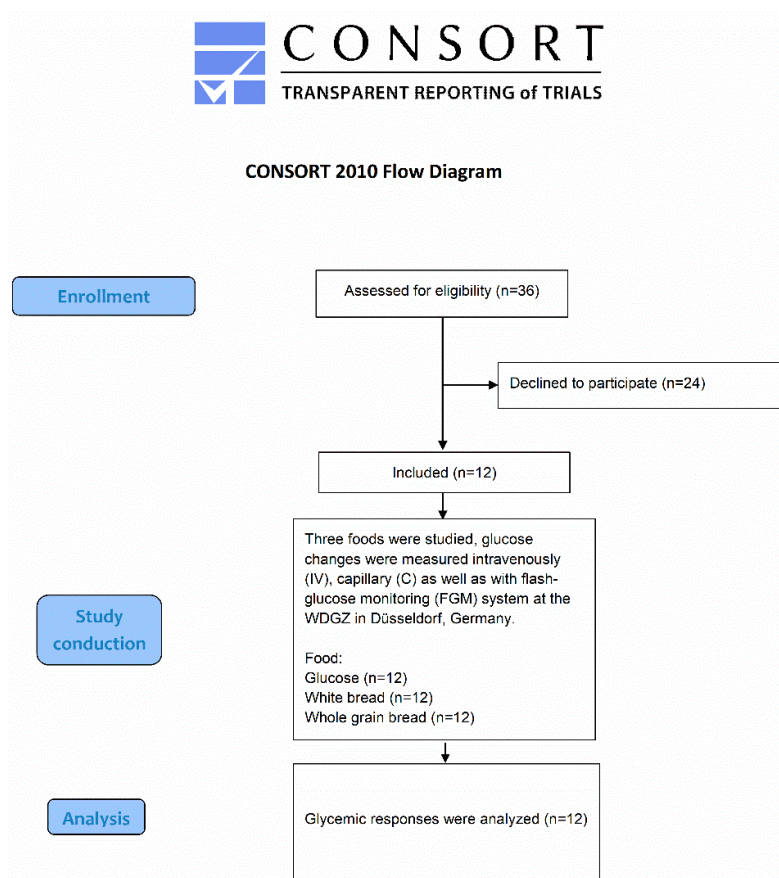 CONSORT
TRANSPARENT REPORTING of TRIALS
CONSORT 2010 Flow Diagram
Enrollment
Assessed for eligibility (n=36)
Declined to participate (n=24)
Included (n=12)
Study
conduction
Three foods were studied, glucose
changes were measured intravenously
(IV), capillary (C) as well as with flash-
glucose monitoring (FGM) system at the
WDGZ in Düsseldorf, Germany.
Food:
Glucose (n=12)
White bread (n=12)
Whole grain bread (n=12)
Analysis
Glycemic responses were analyzed (n=12)